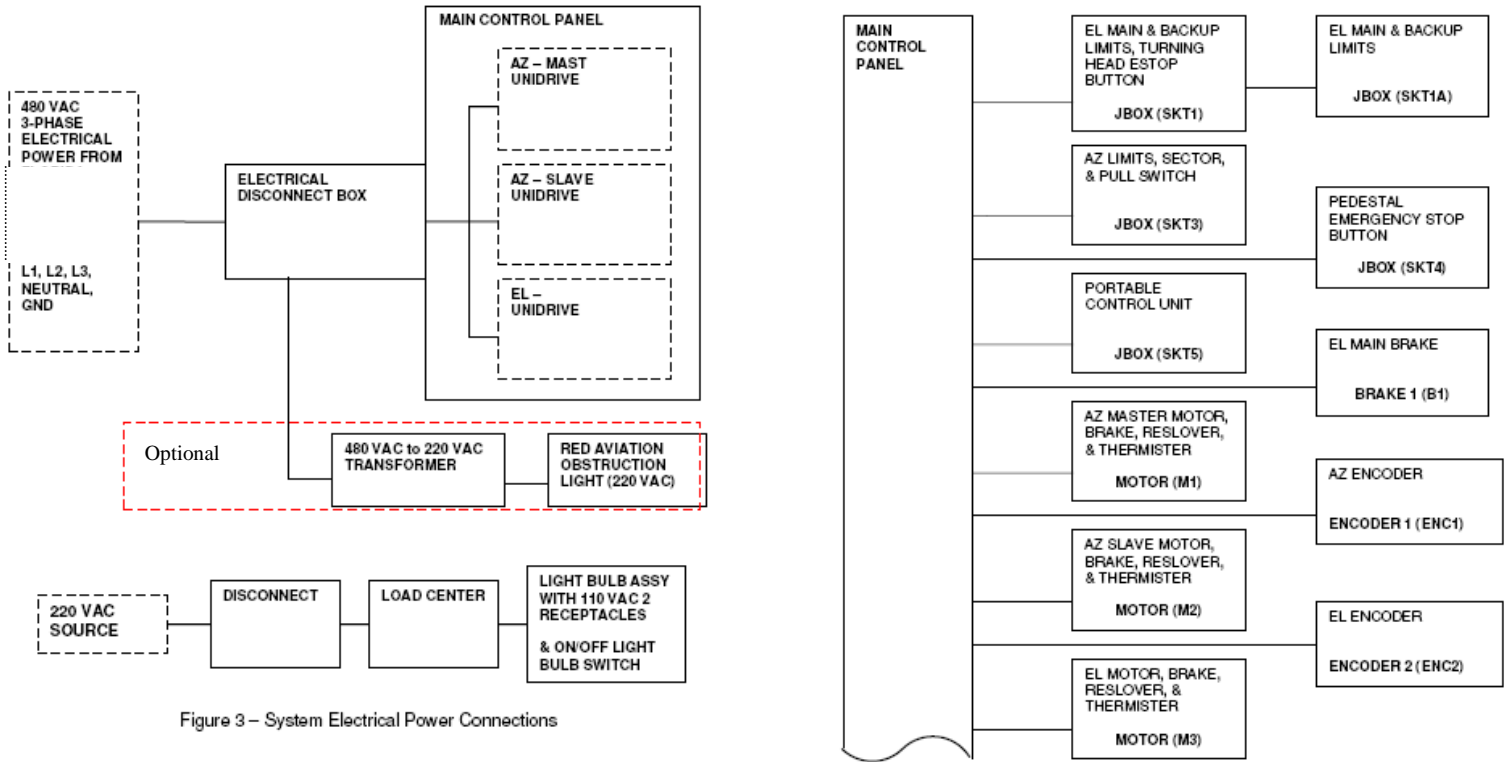 480 VAC
3-PHASE
ELECTRICAL
POWER FROM
L1, L2, L3,
NEUTRAL,
GND
ELECTRICAL
DISCONNECT BOX
MAIN CONTROL PANEL
AZ – MAST
UNIDRIVE
AZ – SLAVE
UNIDRIVE
EL –
UNIDRIVE
Optional
480 VAC to 220 VAC
TRANSFORMER
RED AVIATION
OBSTRUCTION
LIGHT (220 VAC)
220 VAC
SOURCE
DISCONNECT
LOAD CENTER
LIGHT BULB ASSY
WITH 110 VAC 2
RECEPTACLES
& ON/OFF LIGHT
BULB SWITCH
Figure 3 – System Electrical Power Connections
MAIN
CONTROL
PANEL
EL MAIN & BACKUP
LIMITS, TURNING
HEAD ESTOP
BUTTON
JBOX (SKT1)
EL MAIN & BACKUP
LIMITS
JBOX (SKT1A)
AZ LIMITS, SECTOR,
& PULL SWITCH
JBOX (SKT3)
PEDESTAL
EMERGENCY STOP
BUTTON
JBOX (SKT4)
PORTABLE
CONTROL UNIT
JBOX (SKT5)
EL MAIN BRAKE
BRAKE 1 (B1)
AZ MASTER MOTOR,
BRAKE, RESLOVER,
& THERMISTER
MOTOR (M1)
AZ ENCODER
ENCODER 1 (ENC1)
AZ SLAVE MOTOR,
BRAKE, RESLOVER,
& THERMISTER
MOTOR (M2)
EL ENCODER
ENCODER 2 (ENC2)
EL MOTOR, BRAKE,
RESLOVER, &
THERMISTER
MOTOR (M3)